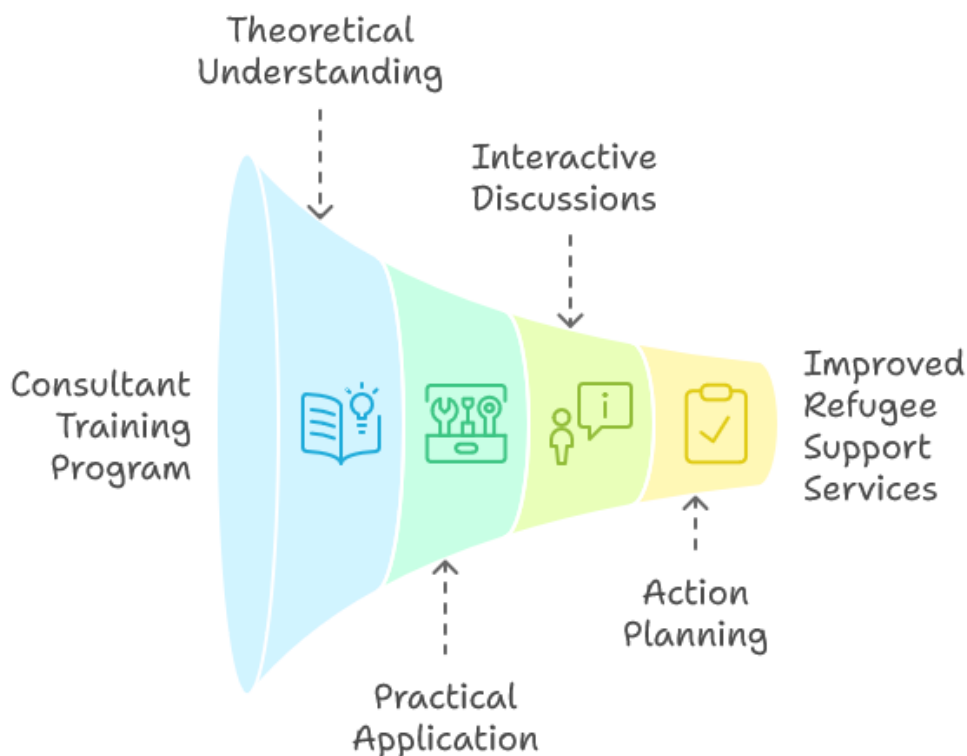 Theoretical
Understanding
Interactive
Discussions
Consultant
Training
Program
i
Improved
Refugee
Support
Services
Action
Planning
Practical
Application